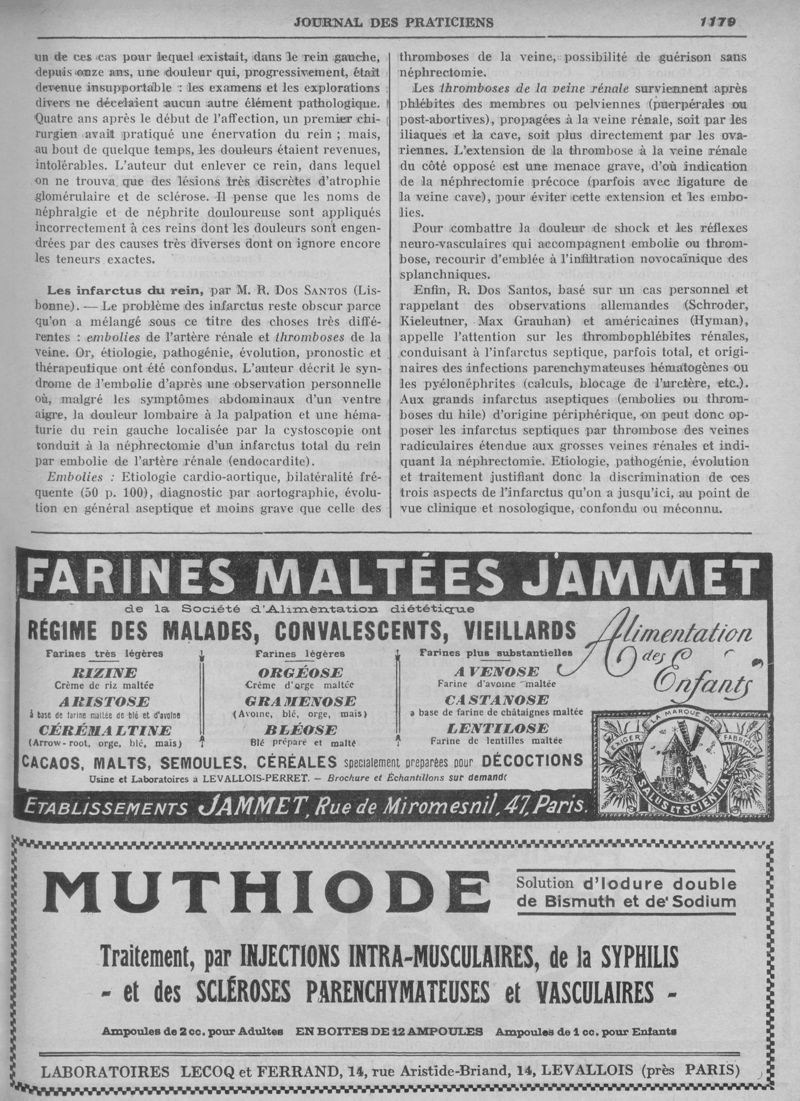 JOURNAL DES PRATICIENS
1179
un de ces cas pour lequel existait, dans le rein gauche,
depuis onze ans, une douleur qui, progressivement, était
devenue insupportable : les examens et les explorations
divers ne décelaient aucun autre élément pathologique.
Quatre ans après le début de l'affection, un premier chi-
rurgien avait pratiqué une énervation du rein ; mais,
au bout de quelque temps, les douleurs étaient revenues,
intolérables. L'auteur dut enlever ce rein, dans lequel
on ne trouva que des lésions très discrètes d'atrophie
glomérulaire et de sclérose. Il pense que les noms de
néphralgie et de néphrite douloureuse sont appliqués
incorrectement à ces reins dont les douleurs sont engen-
drées par des causes très diverses dont on ignore encore
les teneurs exactes.
Les infarctus du rein, par M. R. Dos Santos (Lis-
bonne). — Le problème des infarctus reste obscur parce
qu'on a mélangé sous ce titre des choses très diffé-
rentes : embolies de l'artère rénale et thromboses de la
veine. Or, étiologie, pathogénie, évolution, pronostic et
thérapeutique ont été confondus. L'auteur décrit le syn-
drome de l'embolie d'après une observation personnelle
où, malgré les symptômes abdominaux d'un ventre
aigre, la douleur lombaire à la palpation et une héma-
turie du rein gauche localisée par la cystoscopie ont
conduit à la néphrectomie d'un infarctus total du rein
par embolie de l'artère rénale (endocardite).
Embolies : Etiologie cardio-aortique, bilatéralité fré-
quente (50 p. 100), diagnostic par aortographie, évolu-
tion en général aseptique et moins grave que celle des
thromboses de la veine, possibilité de guérison sans
néphrectomie.
Les thromboses de la veine rénale surviennent après
phlébites des membres ou pelviennes (puerpérales ou
post-abortives), propagées à la veine rénale, soit par les
iliaques et la cave, soit plus directement par les ova-
riennes. L'extension de la thrombose à la veine rénale
du côté opposé est une menace grave, d'où indication
de la néphrectomie précoce (parfois avec ligature de
la veine cave), pour éviter cette extension et les embo-
lies.
Pour combattre la douleur de shock et les réflexes
neuro-vasculaires qui accompagnent embolie ou throm-
bose, recourir d'emblée à l'infiltration novocaïnique des
splanchniques.
Enfin, R. Dos Santos, basé sur un cas personnel et
rappelant des observations allemandes (Schroder,
Kieleutner, Max Grauhan) et américaines (Hyman),
appelle l'attention sur les thrombophlébites rénales,
conduisant à l'infarctus septique, parfois total, et origi-
naires des infections parenchymateuses hématogènes ou
les pyélonéphrites (calculs, blocage de l'uretère, etc.).
Aux grands infarctus aseptiques (embolies ou throm-
boses du hile) d'origine périphérique, on peut donc op-
poser les infarctus septiques par thrombose des veines
radiculaires étendue aux grosses veines rénales et indi-
quant la néphrectomie. Etiologie, pathogénie, évolution
et traitement justifiant donc la discrimination de ces
trois aspects de l'infarctus qu'on a jusqu'ici, au point de
vue clinique et nosologique, confondu ou méconnu.
FARINES MALTÉES JAMMET
de la Société d'Alimentation diététique
RÉGIME DES MALADES, CONVALESCENTS, VIEILLARDS
Alimentation
des
Enfants
Farines très légères
RIZINE
Crème de riz maltée
ARISTOSE
à base de farine maltée de blé et d'avoine
CÉRÉMALTINE
(Arrow-root, orge, blé, mais)
Farines légères
ORGÉOSE
Crème d'orge maltée
GRAMENOSE
(Avoine, blé, orge, mais)
BLÉOSE
Blé préparé et malté
Farines plus substantielles
AVENOSE
Farine d'avoine maltée
CASTANOSE
a base de farine de châtaignes maltée
LENTILOSE
Farine de lentilles maltée
CACAOS, MALTS, SEMOULES, CÉRÉALES specialement preparées pour DÉCOCTIONS
Usine et Laboratoires a LEVALLOIS-PERRET. — Brochure et Échantillons sur demande
EXIGER LA MARQUE DE FABRIQUE
SALUS ET SCIENTIA
ÉTABLISSEMENTS JAMMET, Rue de Miromesnil, 47, Paris.
MUTHIODE
Solution d'Iodure double
de Bismuth et de Sodium
Traitement, par INJECTIONS INTRA-MUSCULAIRES, de la SYPHILIS
- et des SCLÉROSES PARENCHYMATEUSES et VASCULAIRES -
Ampoules de 2 cc. pour Adultes EN BOITES DE 12 AMPOULES Ampoules de 1 cc. pour Enfants
LABORATOIRES LECOQ et FERRAND, 14, rue Aristide-Briand, 14, LEVALLOIS (près PARIS)